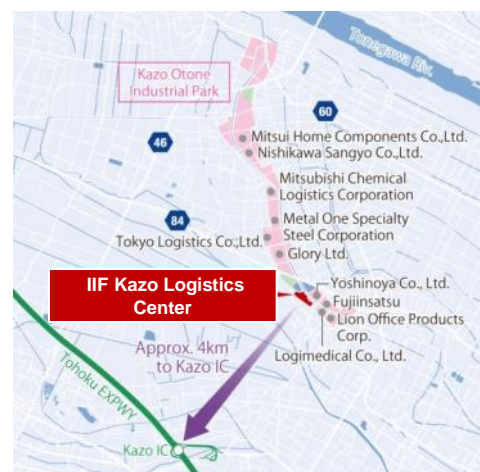 Tonegawa Riv.
Kazo Otone
Industrial Park
60
46
Mitsui Home Components Co.,Ltd.
Nishikawa Sangyo Co.,Ltd.
Mitsubishi Chemical
Logistics Corporation
84
Metal One Specialty
Steel Corporation
Tokyo Logistics Co.,Ltd.
Glory Ltd.
IIF Kazo Logistics
Center
Yoshinoya Co., Ltd.
Fujiinsatsu
Lion Office Products
Corp.
Logimedical Co., Ltd.
Approx. 4km
to Kazo IC
Tohoku EXPWY
Kazo IC